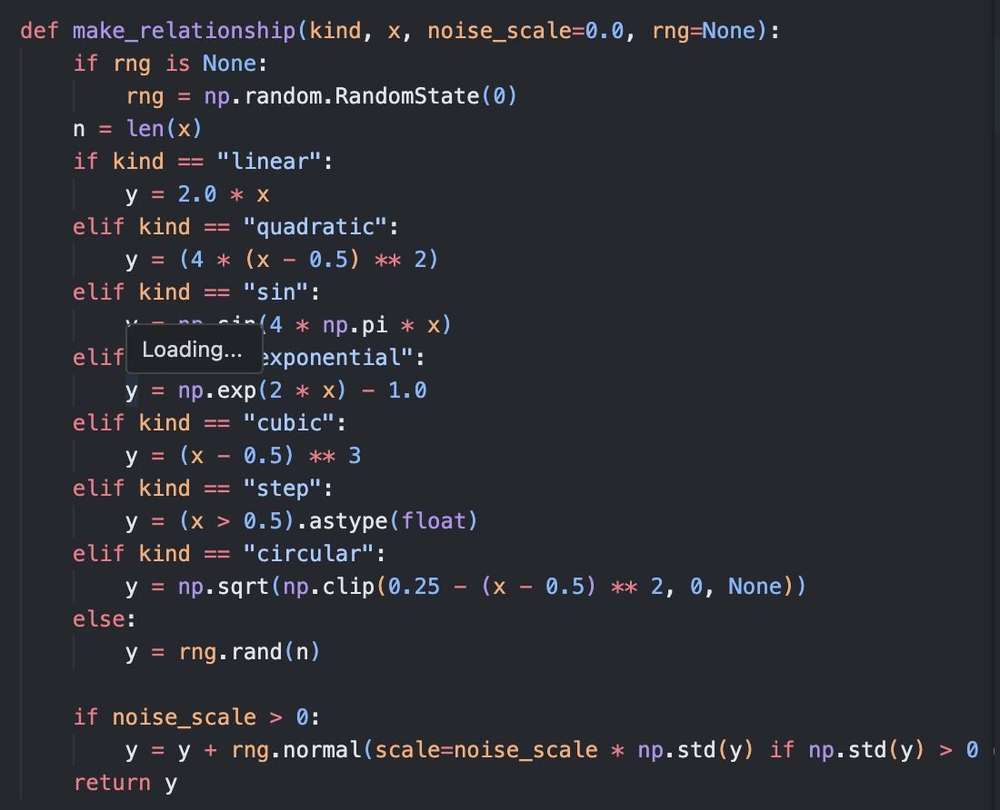 def make_relationship(kind, x, noise_scale=0.0, rng=None):
    if rng is None:
        rng = np.random.RandomState(0)
    n = len(x)
    if kind == "linear":
        y = 2.0 * x
    elif kind == "quadratic":
        y = (4 * (x - 0.5) ** 2)
    elif kind == "sin":
        y = np.sin(4 * np.pi * x)
    elif exponential":
Loading...
        y = np.exp(2 * x) - 1.0
    elif kind == "cubic":
        y = (x - 0.5) ** 3
    elif kind == "step":
        y = (x > 0.5).astype(float)
    elif kind == "circular":
        y = np.sqrt(np.clip(0.25 - (x - 0.5) ** 2, 0, None))
    else:
        y = rng.rand(n)

    if noise_scale > 0:
        y = y + rng.normal(scale=noise_scale * np.std(y) if np.std(y) > 0
    return y